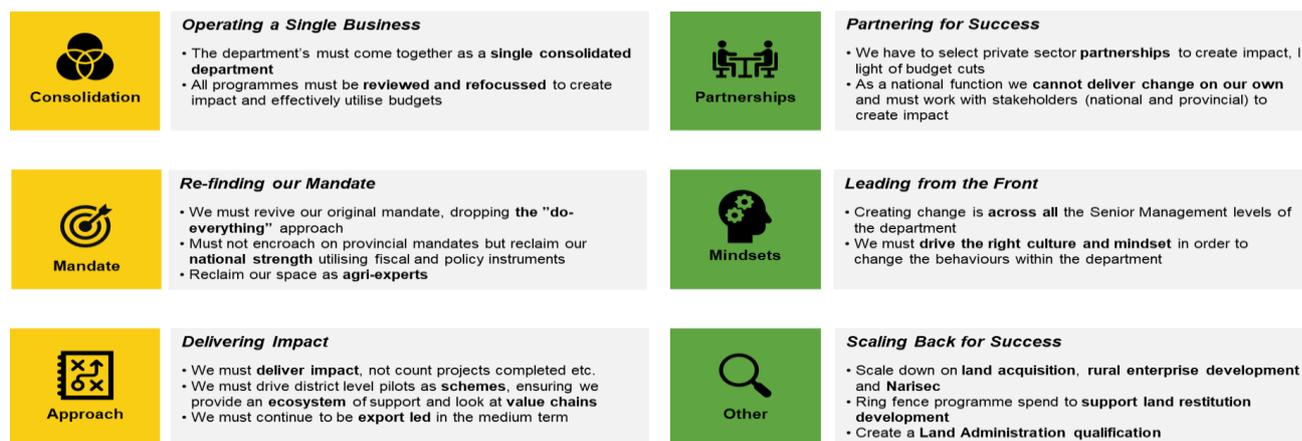 Operating a Single Business
• The department's must come together as a single consolidated
department
• All programmes must be reviewed and refocussed to create
impact and effectively utilise budgets
Consolidation
Partnering for Success
• We have to select private sector partnerships to create impact, I
light of budget cuts
• As a national function we cannot deliver change on our own
and must work with stakeholders (national and provincial) to
create impact
Partnerships
Re-finding our Mandate
• We must revive our original mandate, dropping the "do-
everything" approach
• Must not encroach on provincial mandates but reclaim our
national strength utilising fiscal and policy instruments
• Reclaim our space as agri-experts
Mandate
Leading from the Front
• Creating change is across all the Senior Management levels of
the department
• We must drive the right culture and mindset in order to
change the behaviours within the department
Mindsets
Delivering Impact
• We must deliver impact, not count projects completed etc.
• We must drive district level pilots as schemes, ensuring we
provide an ecosystem of support and look at value chains
• We must continue to be export led in the medium term
Approach
Scaling Back for Success
• Scale down on land acquisition, rural enterprise development
and Narisec
• Ring fence programme spend to support land restitution
development
• Create a Land Administration qualification
Other